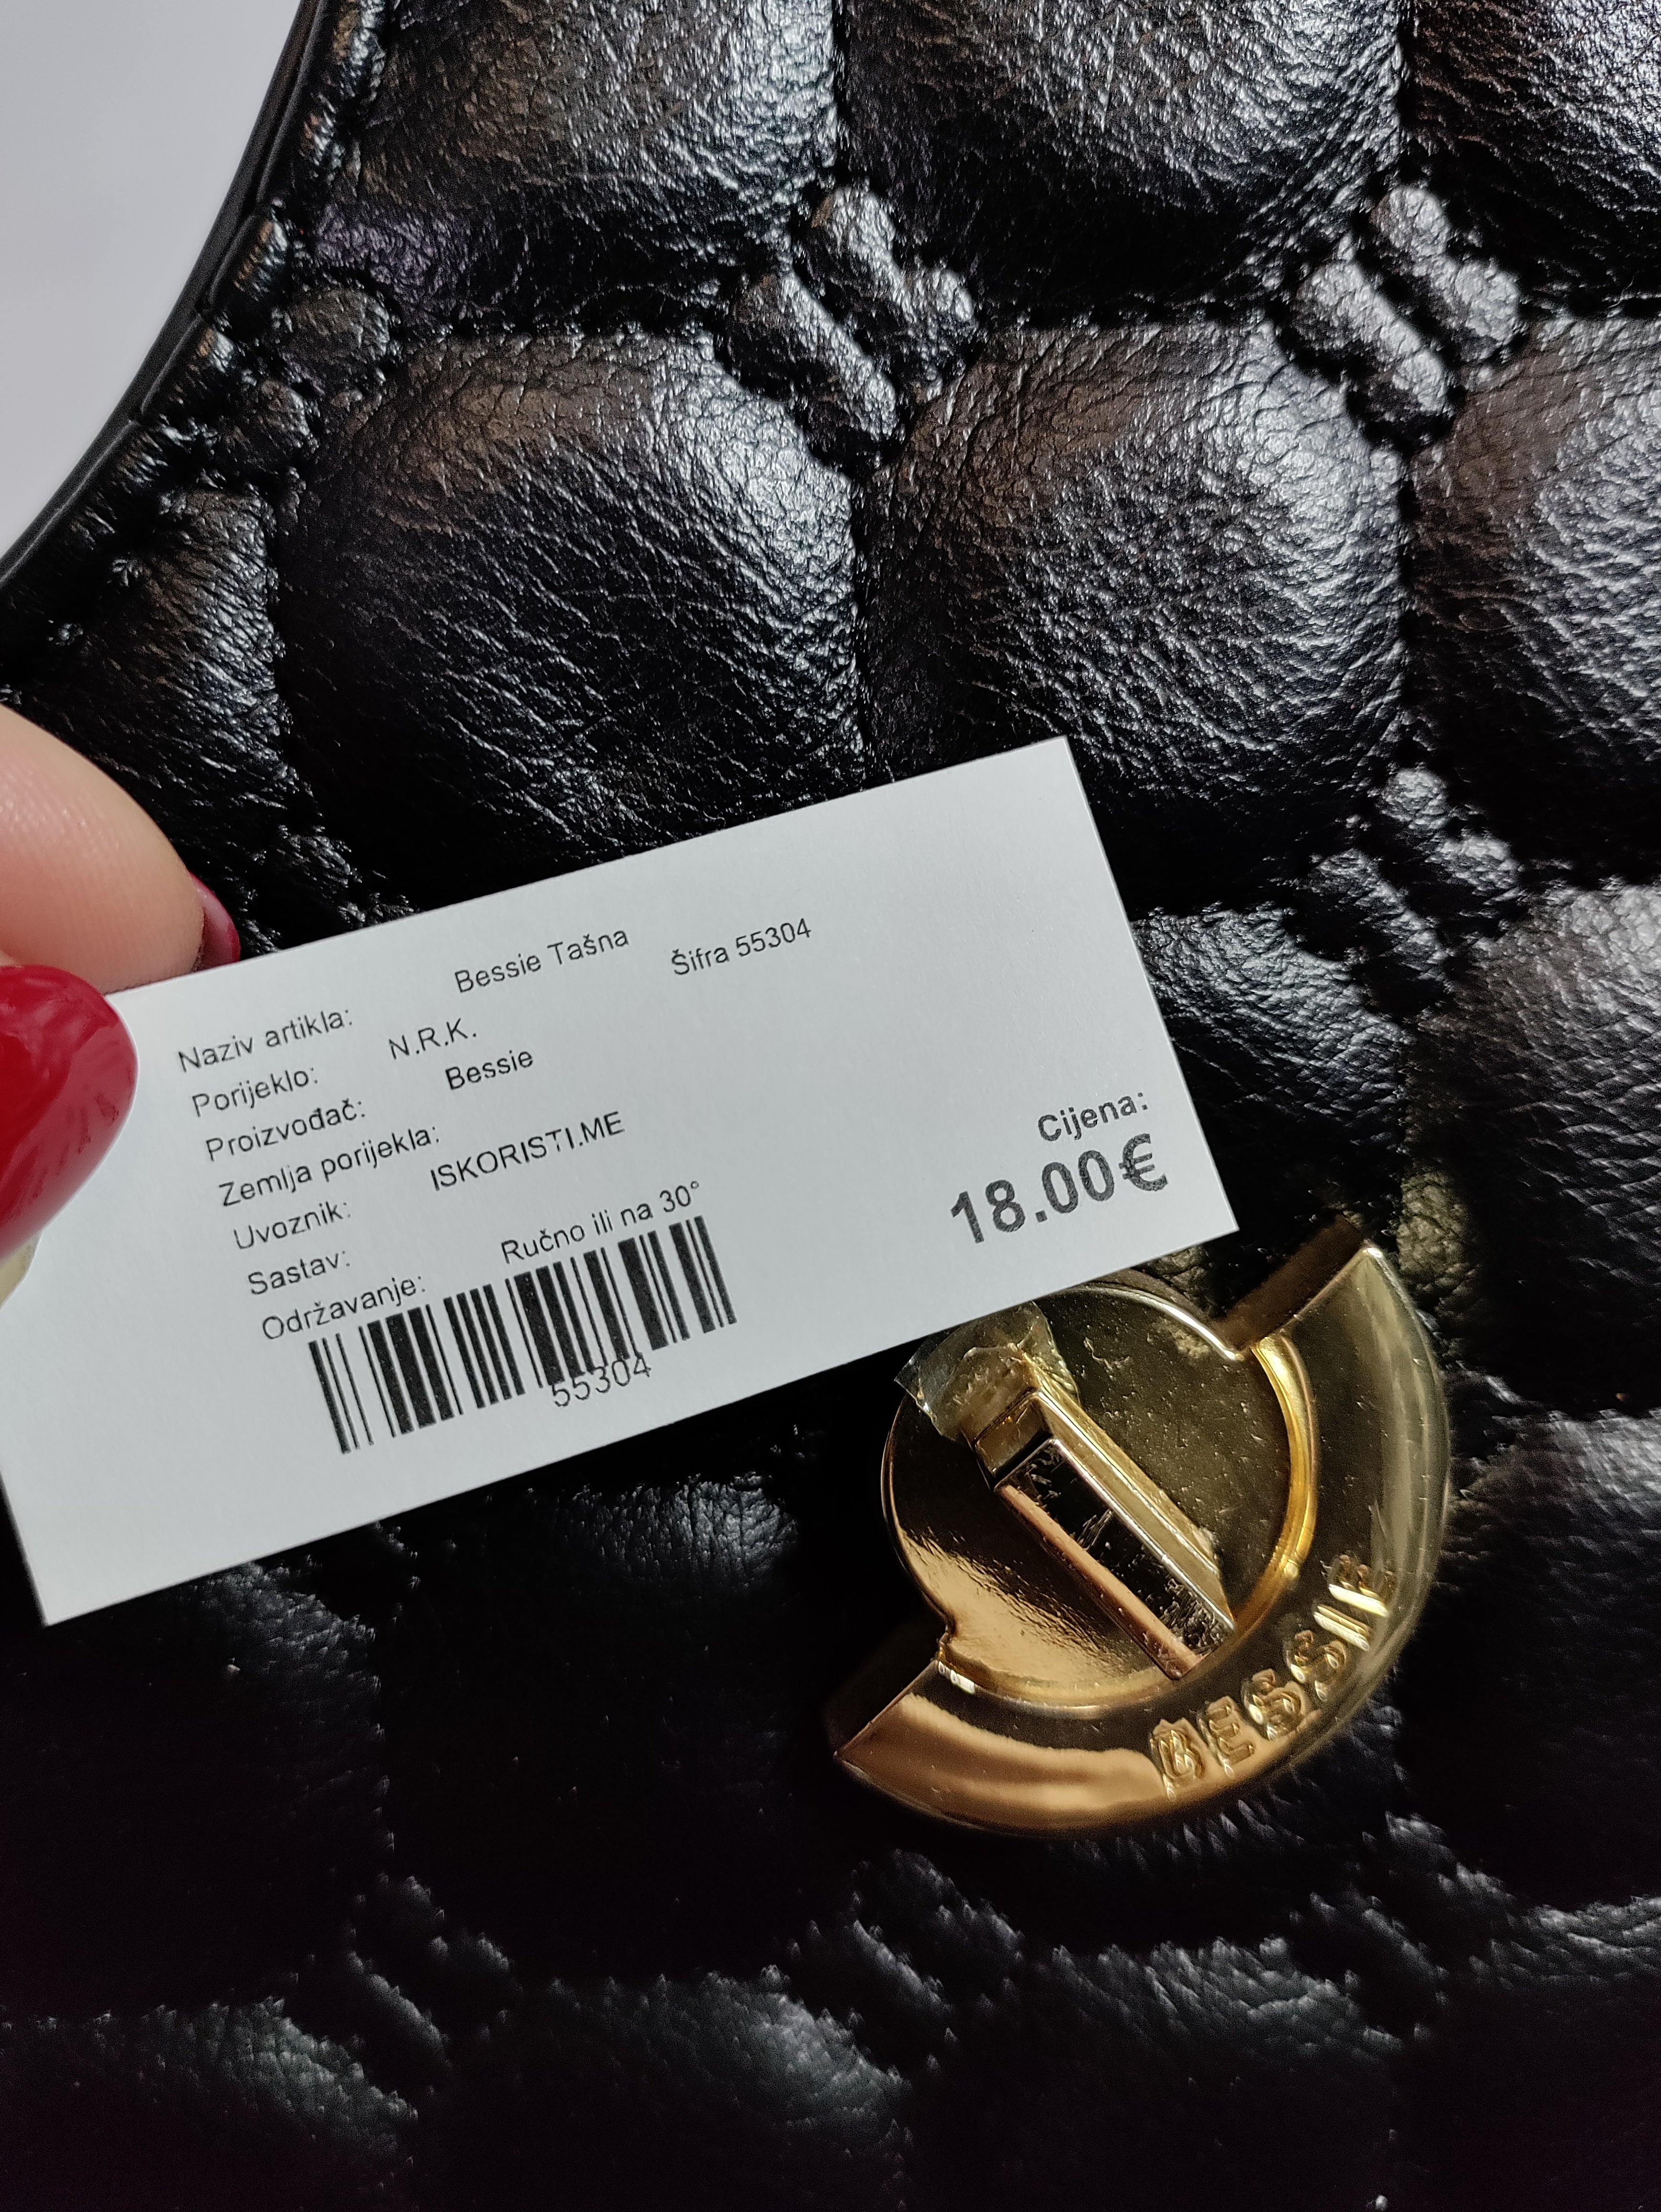 Naziv artikla: Bessie Tašna Šifra 55304
Porijeklo: N.R.K.
Proizvođač: Bessie
Zemlja porijekla:
Uvoznik: ISKORISTI.ME
Sastav:
Održavanje: Ručno ili na 30°
55304
Cijena:
18.00€
BESSIE